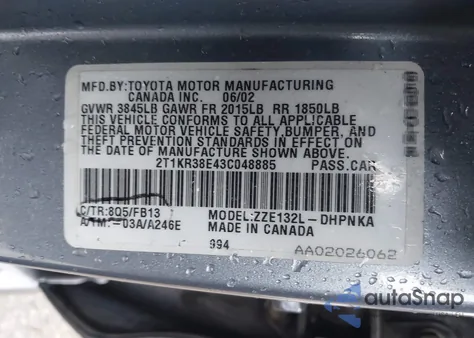 MFD.BY:TOYOTA MOTOR MANUFACTURING
CANADA INC. 06/02
GVWR 3845LB GAWR FR 2015LB RR 1850LB
THIS VEHICLE CONFORMS TO ALL APPLICABLE
FEDERAL MOTOR VEHICLE SAFETY,BUMPER, AND
THEFT PREVENTION STANDARDS IN EFFECT ON
THE DATE OF MANUFACTURE SHOWN ABOVE.
2T1KR38E43C048885 PASS.CAR
C/TR:8Q5/FB13 MODEL:ZZE132L-DHPNKA
A/TM.-03A/A246E MADE IN CANADA
994 AA02026062
autoSnap